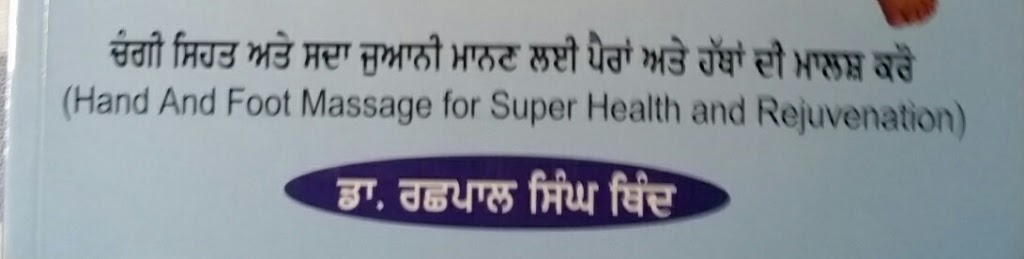 ਚੰਗੀ ਸਿਹਤ ਅਤੇ ਸਦਾ ਜੁਆਨੀ ਮਾਨਣ ਲਈ ਪੈਰਾਂ ਅਤੇ ਹੱਥਾਂ ਦੀ ਮਾਲਸ਼ ਕਰੋ
(Hand And Foot Massage for Super Health and Rejuvenation)
ਡਾ. ਰਛਪਾਲ ਸਿੰਘ ਥਿੰਦ